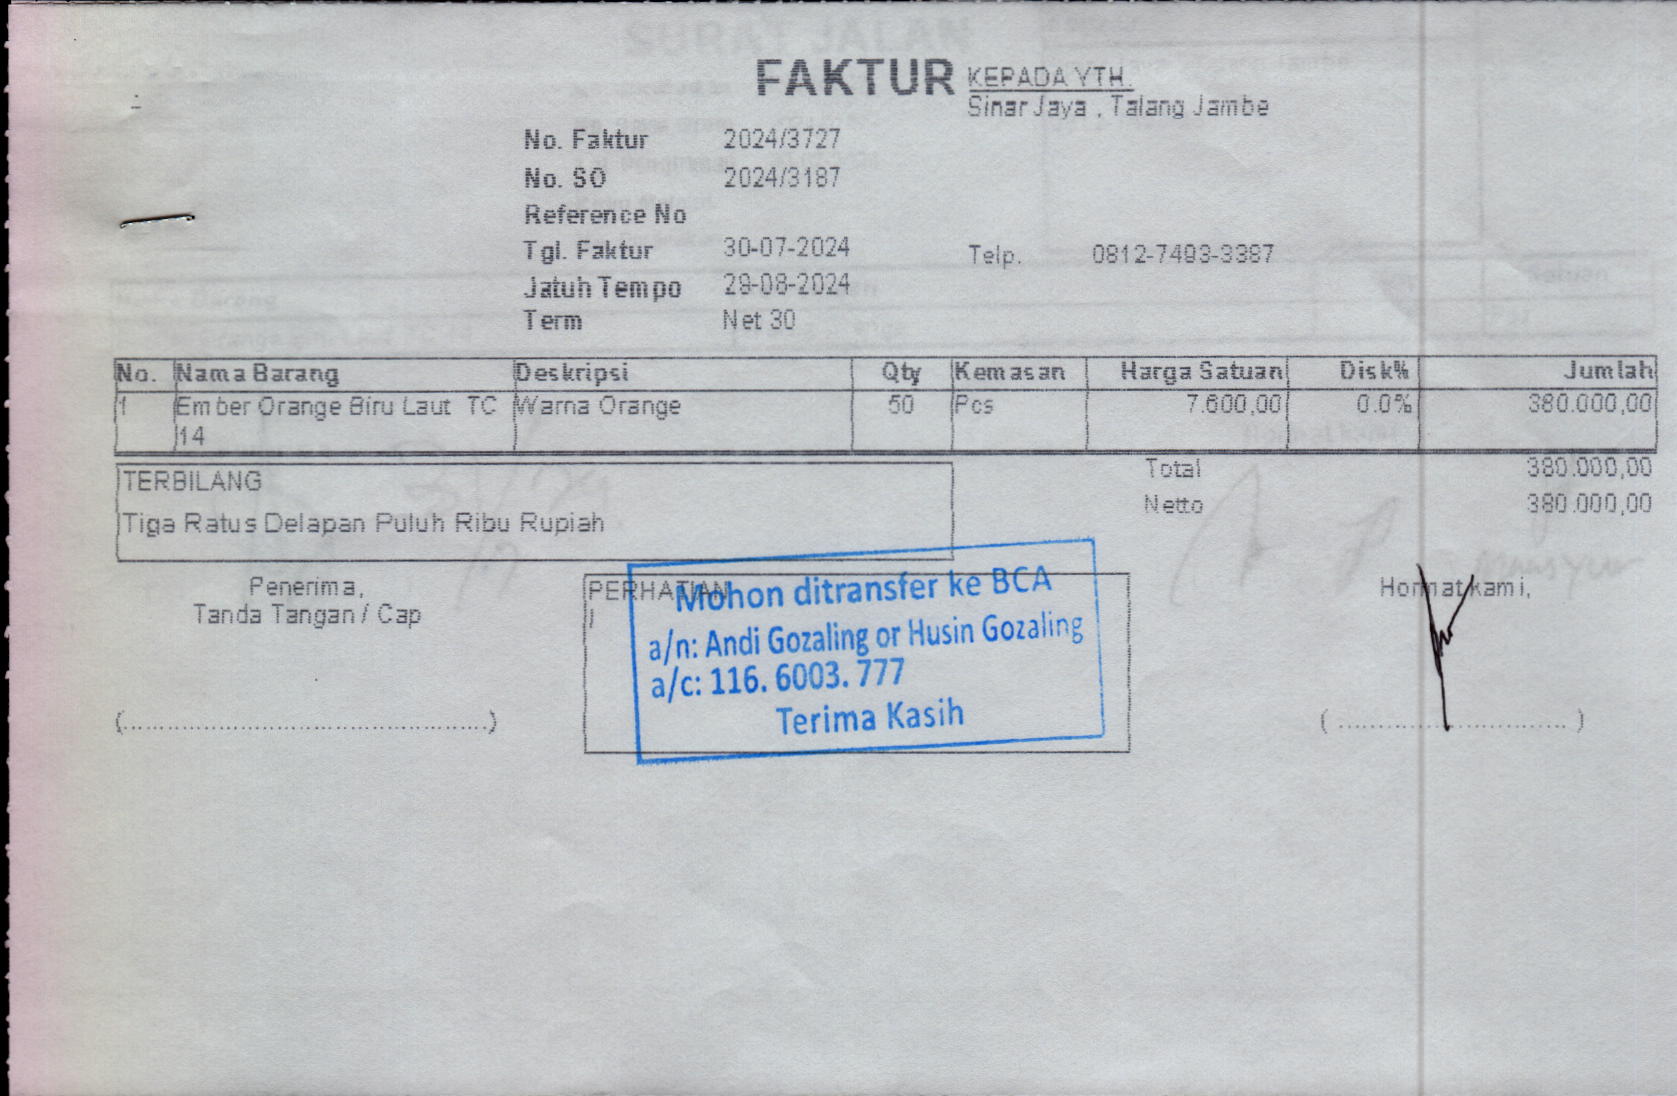 FAKTUR
KEPADA YTH.
Sinar Jaya , Talang Jambe
No. Faktur 2024/3727
No. SO 2024/3187
Reference No
Tgl. Faktur 30-07-2024
Telp. 0812-7493-3387
Jatuh Tempo 29-08-2024
Term Net 30
No. Nama Barang Deskripsi Qty Kemasan Harga Satuan Disk% Jumlah
1 Ember Orange Biru Laut TC Warna Orange 50 Pcs 7.600,00 0.0% 380.000,00
14
TERBILANG
Tiga Ratus Delapan Puluh Ribu Rupiah
Total 380.000,00
Netto 380.000,00
Penerima,
Tanda Tangan / Cap
(............................................)
PERHATIAN
Mohon ditransfer ke BCA
a/n: Andi Gozaling or Husin Gozaling
a/c: 116. 6003. 777
Terima Kasih
Hormat kami,
(............................)
SURAT JALAN